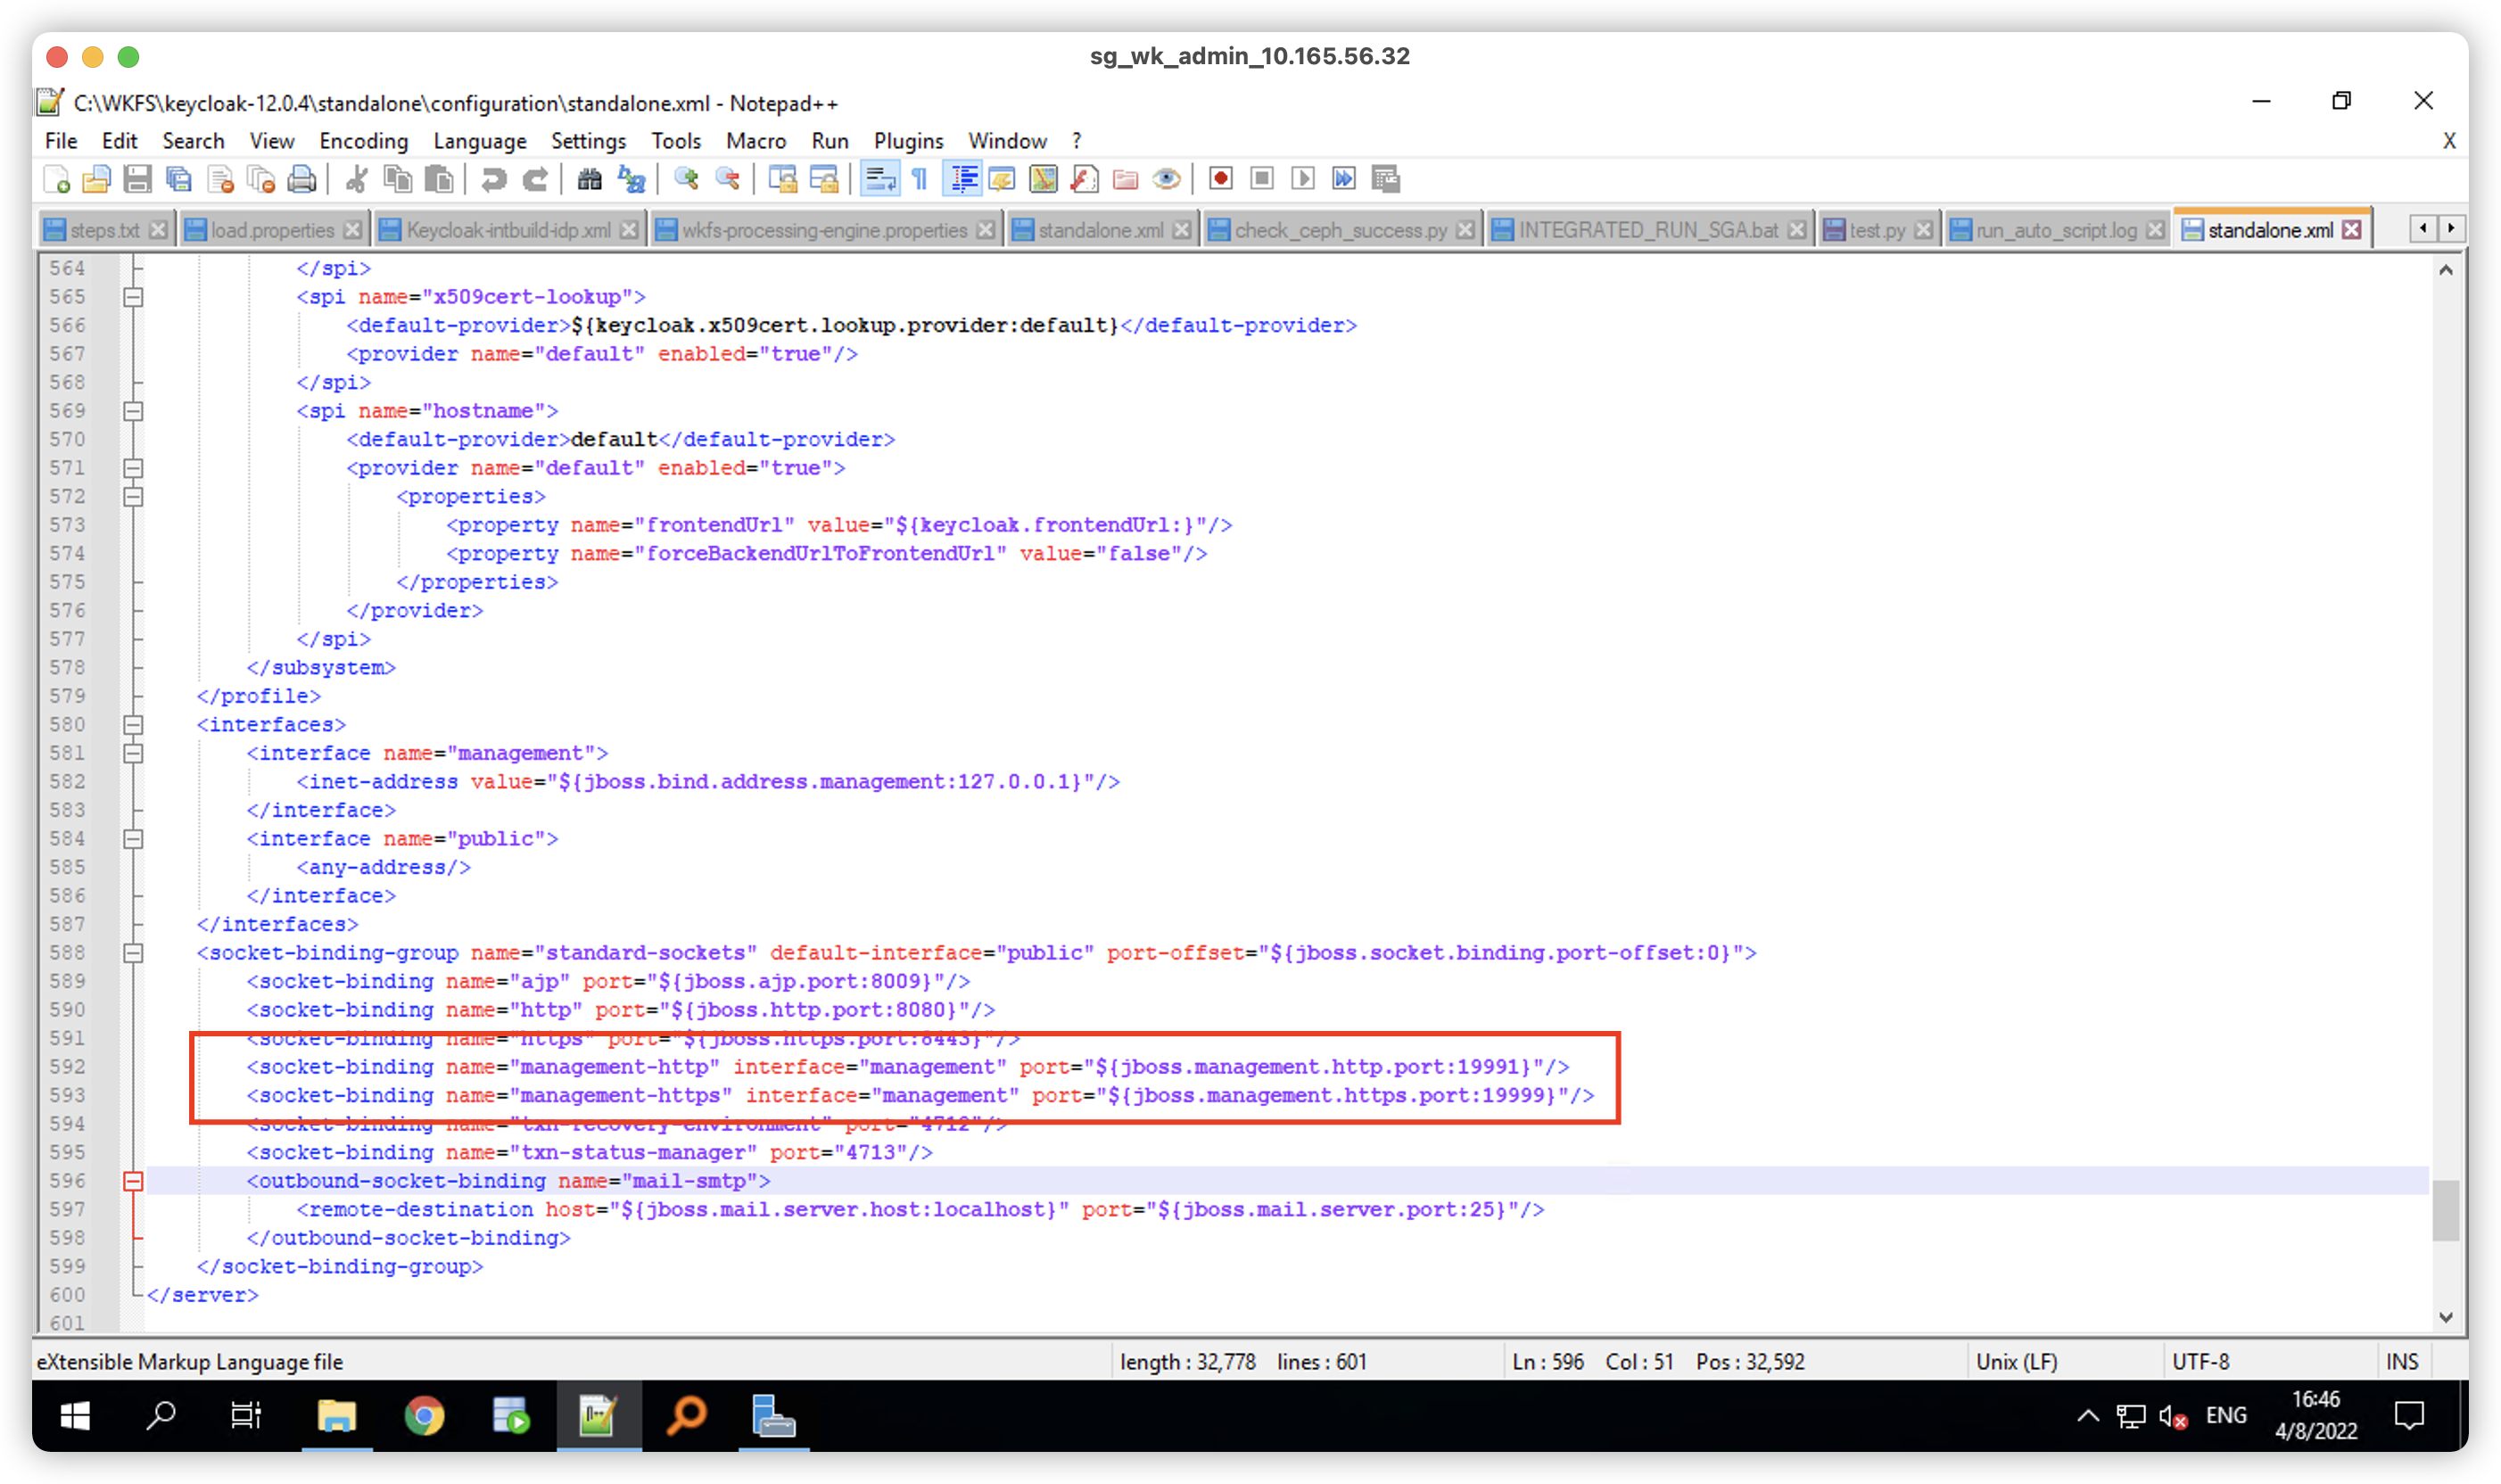 sg_wk_admin_10.165.56.32
C:\WKFS\keycloak-12.0.4\standalone\configuration\standalone.xml - Notepad++
File Edit Search View Encoding Language Settings Tools Macro Run Plugins Window ? X
steps.txt load.properties Keycloak-intbuild-idp.xml wkfs-processing-engine.properties standalone.xml check_ceph_success.py INTEGRATED_RUN_SGA.bat test.py run_auto_script.log standalone.xml
564 </spi>
565 <spi name="x509cert-lookup">
566 <default-provider>${keycloak.x509cert.lookup.provider:default}</default-provider>
567 <provider name="default" enabled="true"/>
568 </spi>
569 <spi name="hostname">
570 <default-provider>default</default-provider>
571 <provider name="default" enabled="true">
572 <properties>
573 <property name="frontendUrl" value="${keycloak.frontendUrl:}"/>
574 <property name="forceBackendUrlToFrontendUrl" value="false"/>
575 </properties>
576 </provider>
577 </spi>
578 </subsystem>
579 </profile>
580 <interfaces>
581 <interface name="management">
582 <inet-address value="${jboss.bind.address.management:127.0.0.1}"/>
583 </interface>
584 <interface name="public">
585 <any-address/>
586 </interface>
587 </interfaces>
588 <socket-binding-group name="standard-sockets" default-interface="public" port-offset="${jboss.socket.binding.port-offset:0}">
589 <socket-binding name="ajp" port="${jboss.ajp.port:8009}"/>
590 <socket-binding name="http" port="${jboss.http.port:8080}"/>
591 <socket-binding name="https" port="${jboss.https.port:8443}"/>
592 <socket-binding name="management-http" interface="management" port="${jboss.management.http.port:19991}"/>
593 <socket-binding name="management-https" interface="management" port="${jboss.management.https.port:19999}"/>
594 <socket-binding name="txn-recovery-environment" port="4712"/>
595 <socket-binding name="txn-status-manager" port="4713"/>
596 <outbound-socket-binding name="mail-smtp">
597 <remote-destination host="${jboss.mail.server.host:localhost}" port="${jboss.mail.server.port:25}"/>
598 </outbound-socket-binding>
599 </socket-binding-group>
600 </server>
601
eXtensible Markup Language file length : 32,778 lines : 601 Ln : 596 Col : 51 Pos : 32,592 Unix (LF) UTF-8 INS
ENG 16:46
4/8/2022